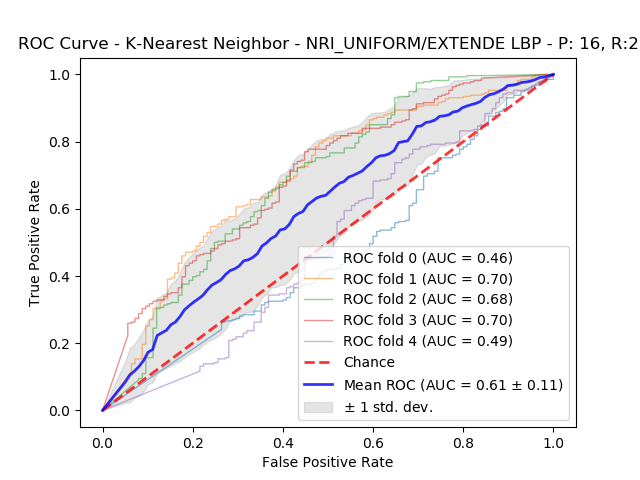 ROC Curve - K-Nearest Neighbor - NRI_UNIFORM/EXTENDE LBP - P: 16, R:2
1.0
0.8
0.6
0.4
0.2
0.0
True Positive Rate
ROC fold 0 (AUC = 0.46)
ROC fold 1 (AUC = 0.70)
ROC fold 2 (AUC = 0.68)
ROC fold 3 (AUC = 0.70)
ROC fold 4 (AUC = 0.49)
Chance
Mean ROC (AUC = 0.61 ± 0.11)
± 1 std. dev.
0.0 0.2 0.4 0.6 0.8 1.0
False Positive Rate